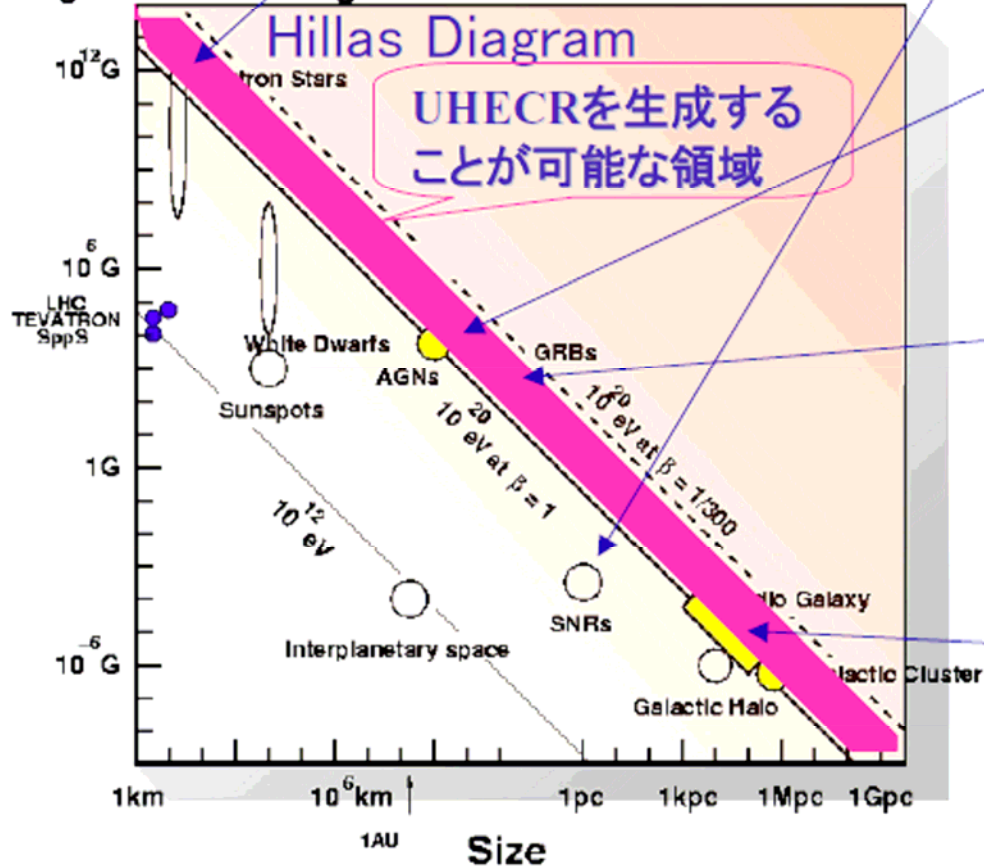 Hillas Diagram
10¹²G
tron Stars
UHECRを生成する
ことが可能な領域
10⁶G
LHC
TEVATRON
SppS
White Dwarfs
GRBs
AGNs
Sunspots
10²⁰ eV at β = 1/300
10²⁰ eV at β = 1
1G
10¹² eV
dio Galaxy
SNRs
Interplanetary space
10⁻⁶G
alactic Cluster
Galactic Halo
1km
10⁶km
1pc
1kpc
1Mpc
1Gpc
1AU
Size